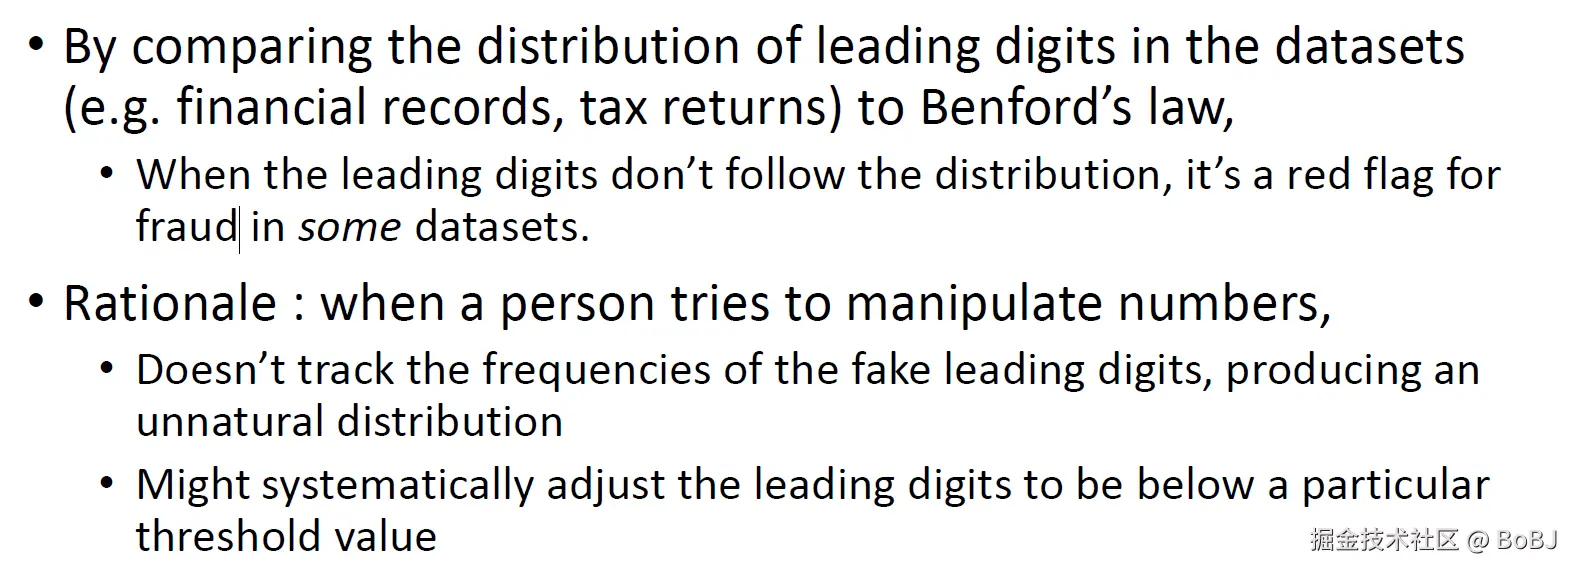 • By comparing the distribution of leading digits in the datasets
(e.g. financial records, tax returns) to Benford’s law,
• When the leading digits don’t follow the distribution, it’s a red flag for
fraud in some datasets.
• Rationale : when a person tries to manipulate numbers,
• Doesn’t track the frequencies of the fake leading digits, producing an
unnatural distribution
• Might systematically adjust the leading digits to be below a particular
threshold value
掘金技术社区 @ BoBJ